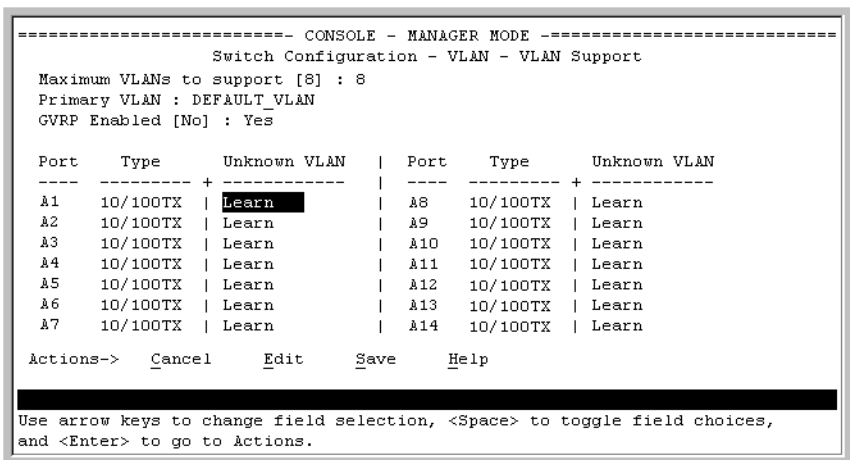 ===========================- CONSOLE - MANAGER MODE -============================
Switch Configuration - VLAN - VLAN Support
Maximum VLANs to support [8] : 8
Primary VLAN : DEFAULT_VLAN
GVRP Enabled [No] : Yes
Port Type Unknown VLAN | Port Type Unknown VLAN
---- --------- + ------------ | ---- --------- + ------------
A1 10/100TX | Learn | A8 10/100TX | Learn
A2 10/100TX | Learn | A9 10/100TX | Learn
A3 10/100TX | Learn | A10 10/100TX | Learn
A4 10/100TX | Learn | A11 10/100TX | Learn
A5 10/100TX | Learn | A12 10/100TX | Learn
A6 10/100TX | Learn | A13 10/100TX | Learn
A7 10/100TX | Learn | A14 10/100TX | Learn
Actions-> Cancel Edit Save Help
Use arrow keys to change field selection, <Space> to toggle field choices,
and <Enter> to go to Actions.